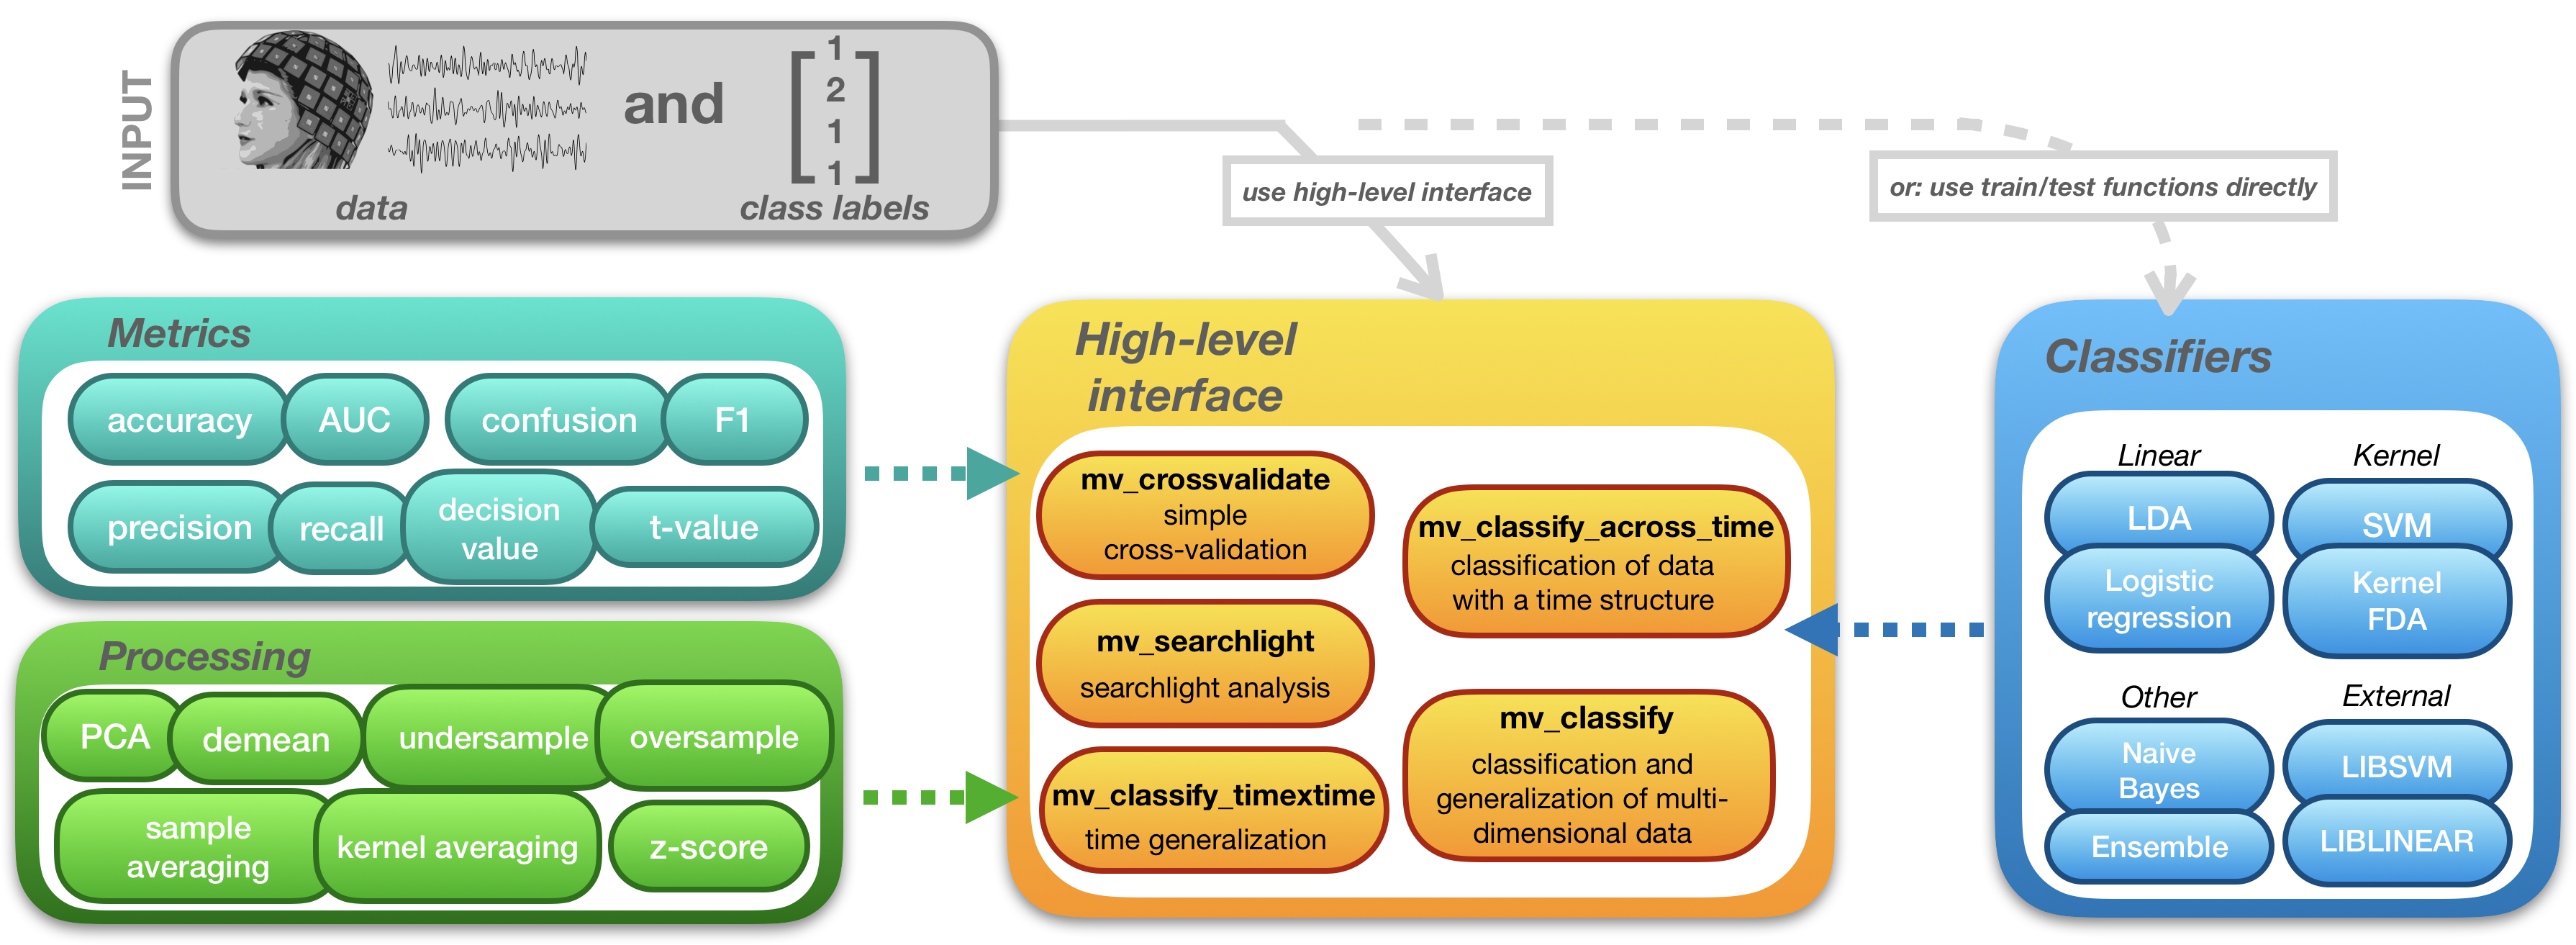 INPUT
and
1
2
1
1
data
class labels
use high-level interface
or: use train/test functions directly
Metrics
accuracy
AUC
confusion
F1
precision
recall
decision
value
t-value
Processing
PCA
demean
undersample
oversample
sample
averaging
kernel averaging
z-score
High-level
interface
mv_crossvalidate
simple
cross-validation
mv_searchlight
searchlight analysis
mv_classify_timextime
time generalization
mv_classify_across_time
classification of data
with a time structure
mv_classify
classification and
generalization of multi-
dimensional data
Classifiers
Linear
LDA
Logistic
regression
Kernel
SVM
Kernel
FDA
Other
Naive
Bayes
Ensemble
External
LIBSVM
LIBLINEAR